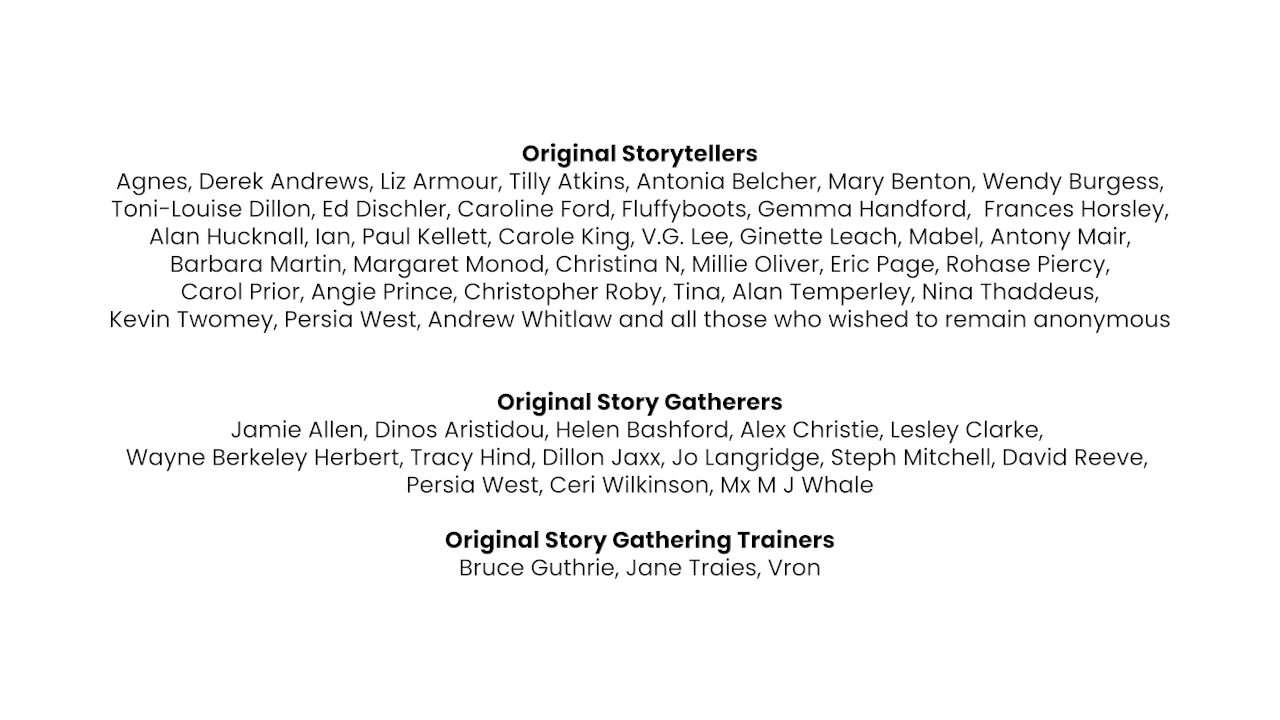 Original Storytellers
Agnes, Derek Andrews, Liz Armour, Tilly Atkins, Antonia Belcher, Mary Benton, Wendy Burgess,
Toni-Louise Dillon, Ed Dischler, Caroline Ford, Fluffyboots, Gemma Handford,  Frances Horsley,
Alan Hucknall, Ian, Paul Kellett, Carole King, V.G. Lee, Ginette Leach, Mabel, Antony Mair,
Barbara Martin, Margaret Monod, Christina N, Millie Oliver, Eric Page, Rohase Piercy,
Carol Prior, Angie Prince, Christopher Roby, Tina, Alan Temperley, Nina Thaddeus,
Kevin Twomey, Persia West, Andrew Whitlaw and all those who wished to remain anonymous
Original Story Gatherers
Jamie Allen, Dinos Aristidou, Helen Bashford, Alex Christie, Lesley Clarke,
Wayne Berkeley Herbert, Tracy Hind, Dillon Jaxx, Jo Langridge, Steph Mitchell, David Reeve,
Persia West, Ceri Wilkinson, Mx M J Whale
Original Story Gathering Trainers
Bruce Guthrie, Jane Traies, Vron